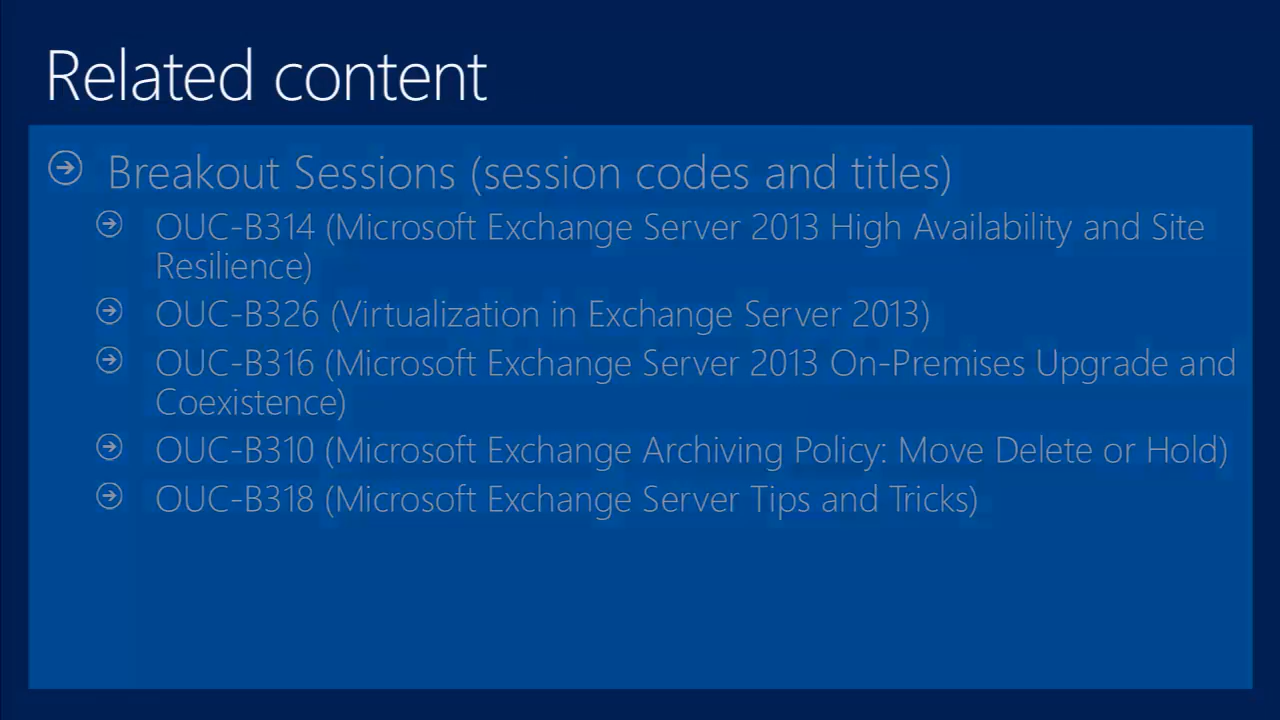 Related content
Breakout Sessions (session codes and titles)
OUC-B314 (Microsoft Exchange Server 2013 High Availability and Site
Resilience)
OUC-B326 (Virtualization in Exchange Server 2013)
OUC-B316 (Microsoft Exchange Server 2013 On-Premises Upgrade and
Coexistence)
OUC-B310 (Microsoft Exchange Archiving Policy: Move Delete or Hold)
OUC-B318 (Microsoft Exchange Server Tips and Tricks)